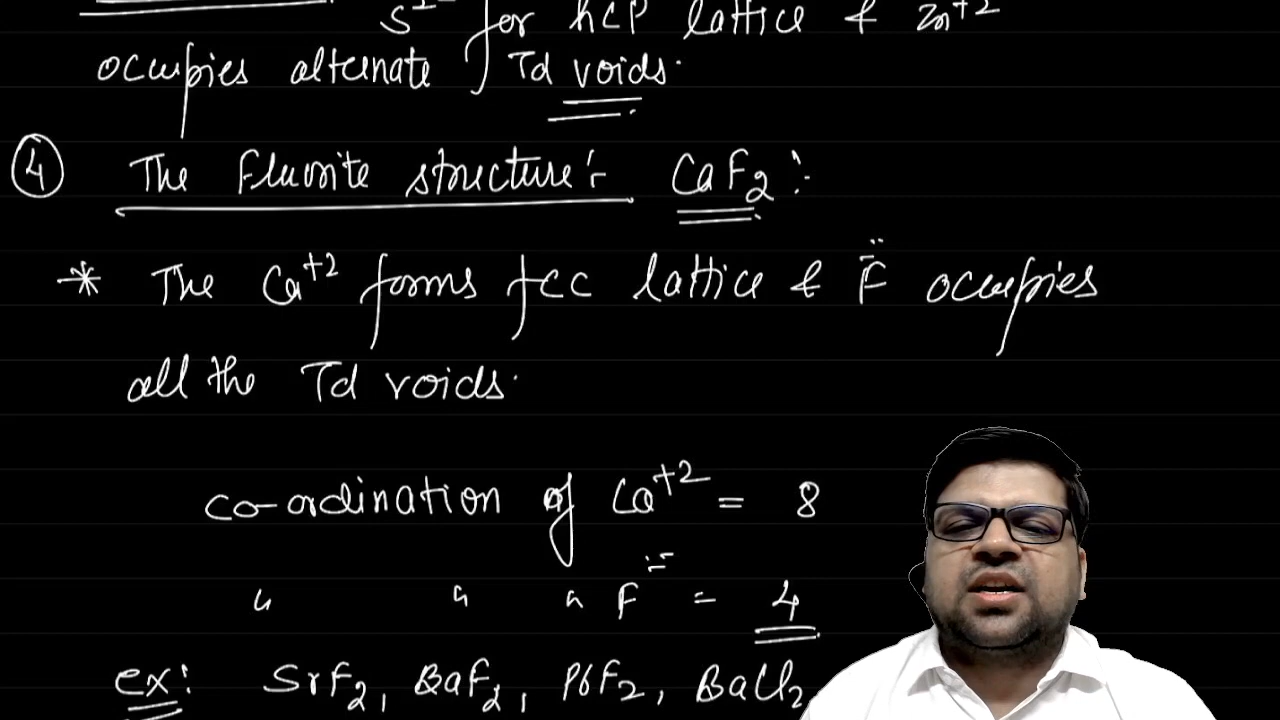 S²⁻ for hcp lattice & Zn⁺²
occupies alternate Td voids.
④ The Fluorite structure:- CaF₂ :-
* The Ca⁺² forms fcc lattice & F⁻ occupies
all the Td voids.
co-ordination of Ca⁺² = 8
" " " F⁻ = 4
ex: SrF₂, BaF₂, PbF₂, BaCl₂